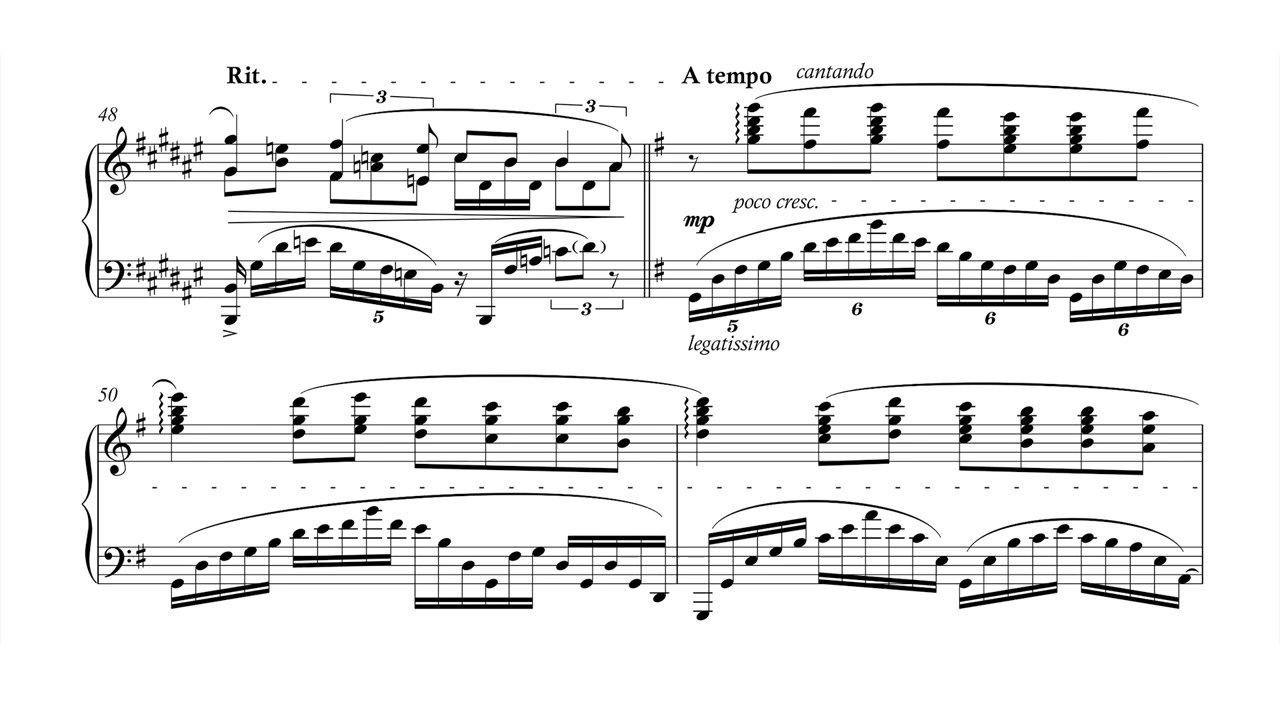 Rit.
A tempo cantando
3 3
48
poco cresc.
mp
5 3 5 6 6 6
legatissimo
50